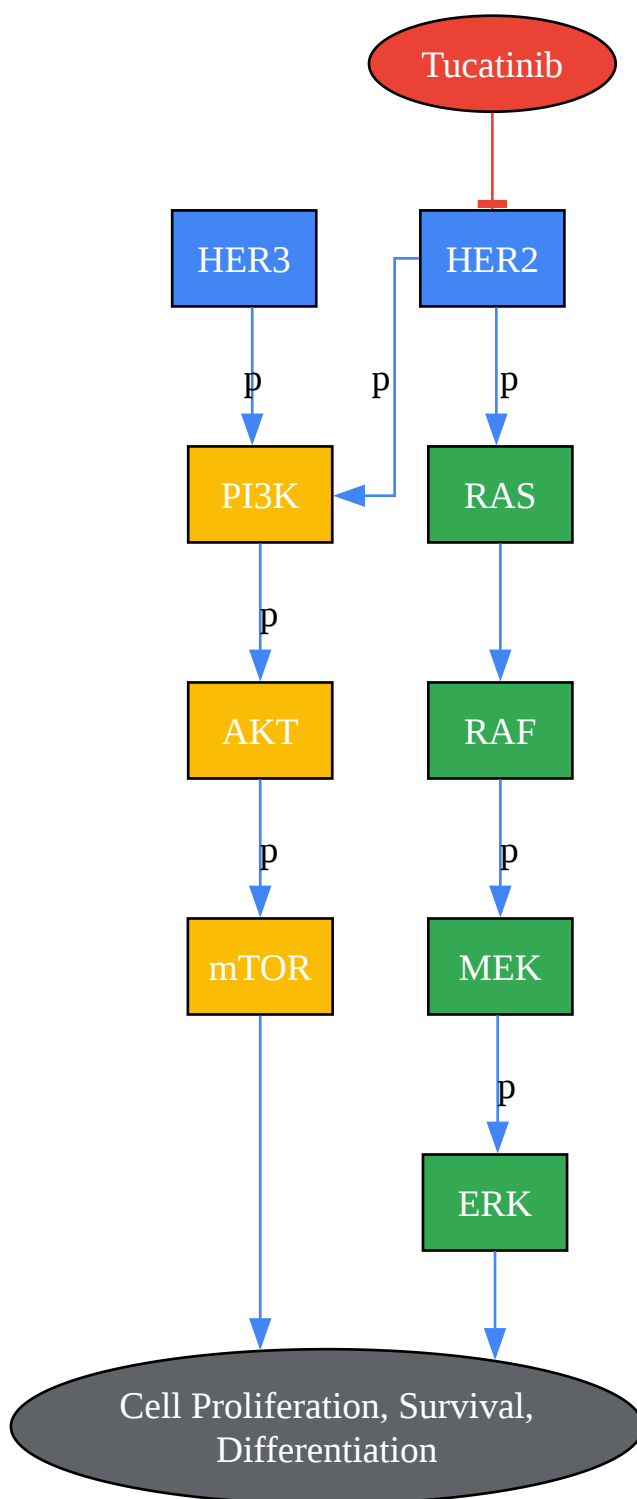 Tucatinib
HER3
HER2
p
p
p
PI3K
RAS
p
AKT
RAF
p
p
mTOR
MEK
p
ERK
Cell Proliferation, Survival,
Differentiation